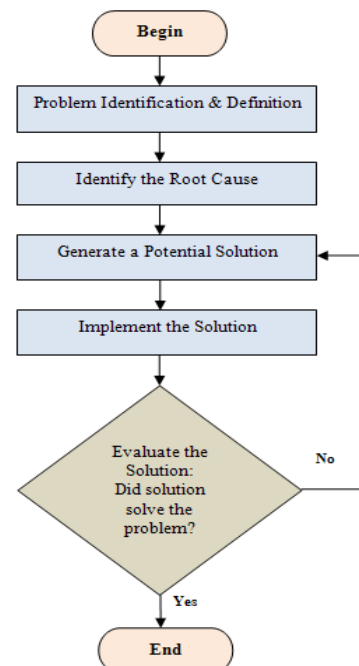 Begin
Problem Identification & Definition
Identify the Root Cause
Generate a Potential Solution
Implement the Solution
Evaluate the
Solution:
Did solution
solve the
problem?
No
Yes
End